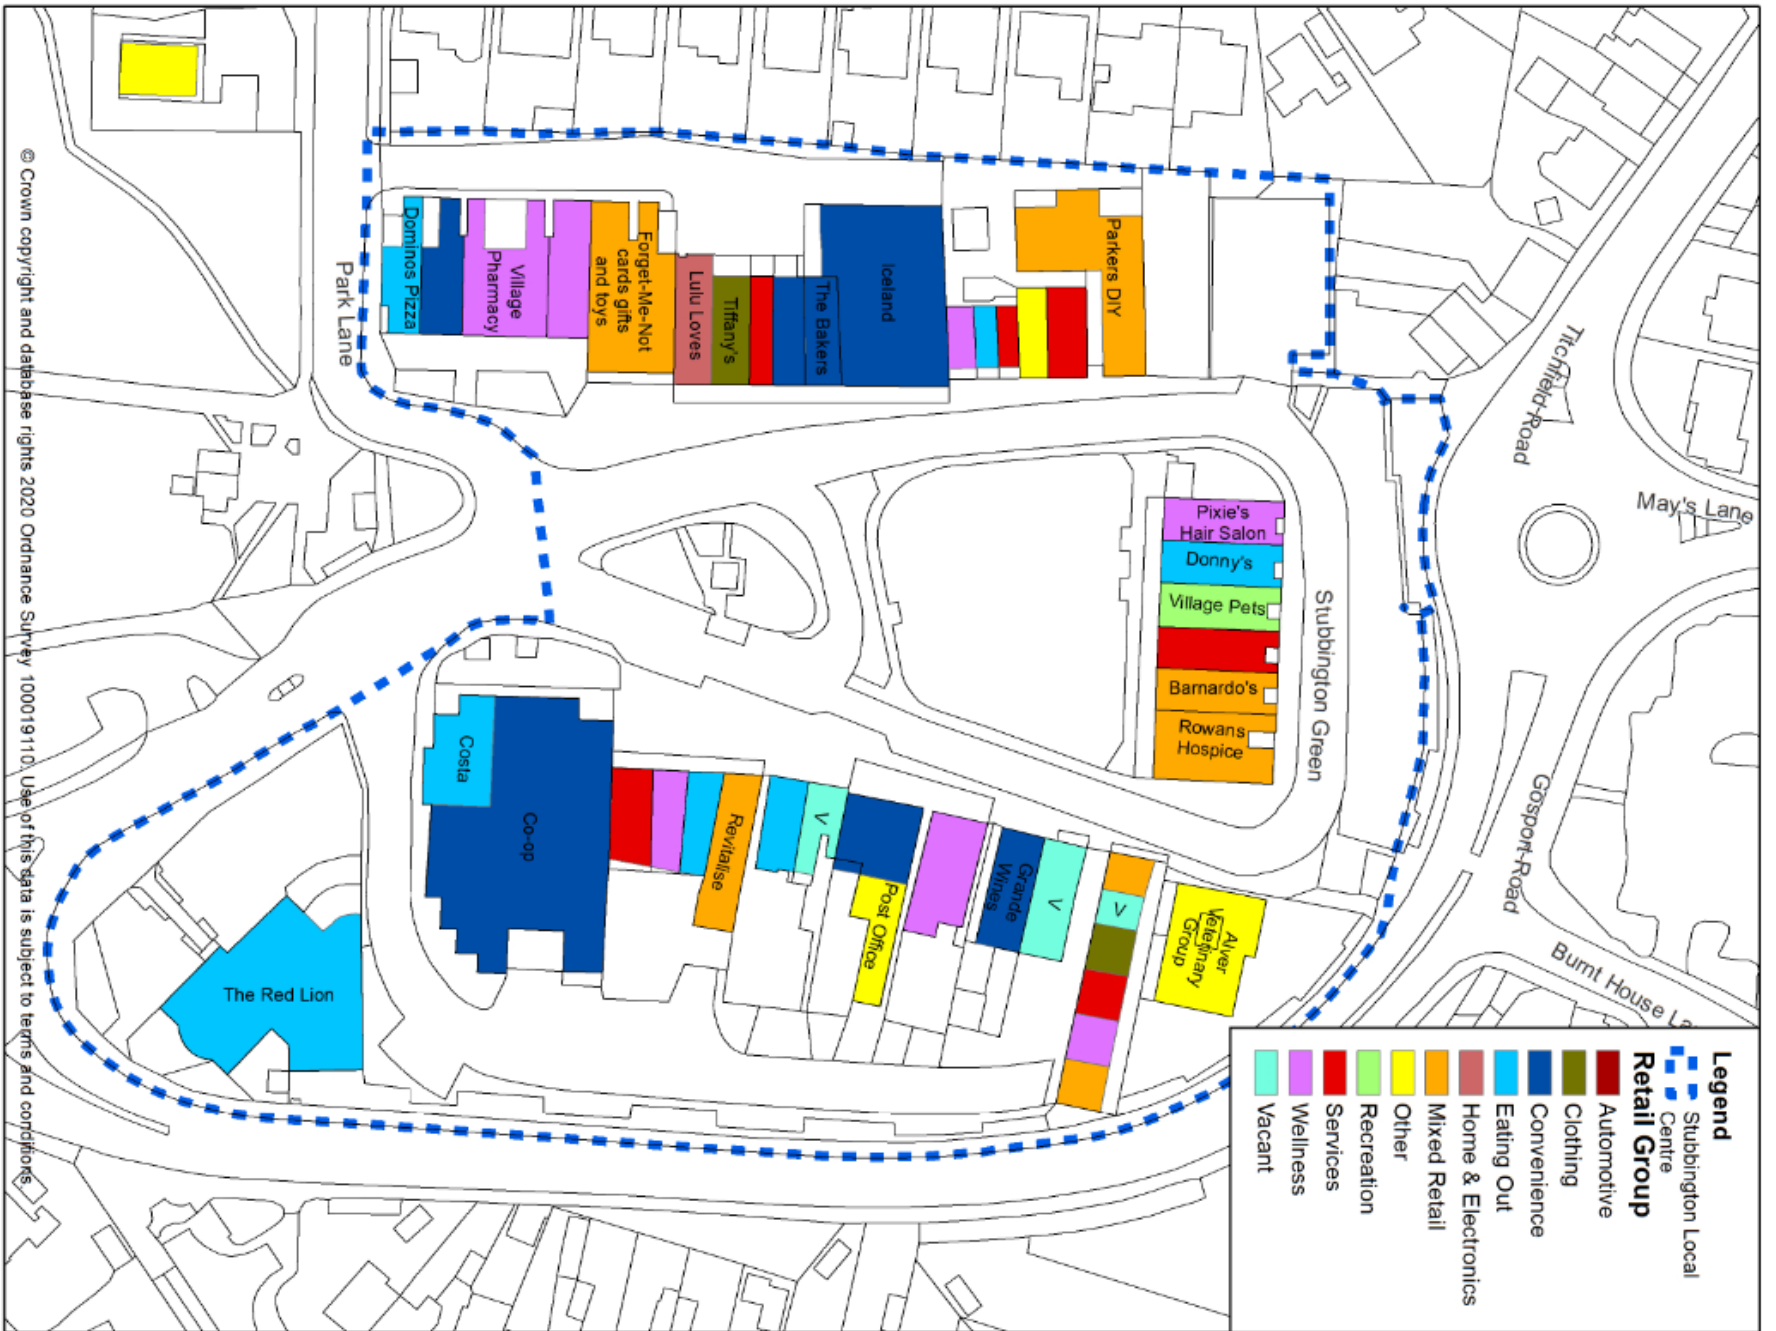 Legend
Stubbington Local
Centre
Retail Group
Automotive
Clothing
Convenience
Eating Out
Home & Electronics
Mixed Retail
Other
Recreation
Services
Wellness
Vacant
Titchfield Road
May's Lane
Gosport Road
Burnt House La
Stubbington Green
Park Lane
Parkers DIY
Iceland
The Bakers
Tiffany's
Lulu Loves
Forget-Me-Not
cards gifts
and toys
Village
Pharmacy
Dominos Pizza
Pixie's
Hair Salon
Donny's
Village Pets
Barnardo's
Rowans
Hospice
Alver
Veterinary
Group
V
V
Grande
Wines
Post Office
V
Revitalise
Co-op
Costa
The Red Lion
© Crown copyright and database rights 2020 Ordnance Survey 100019110. Use of this data is subject to terms and conditions.